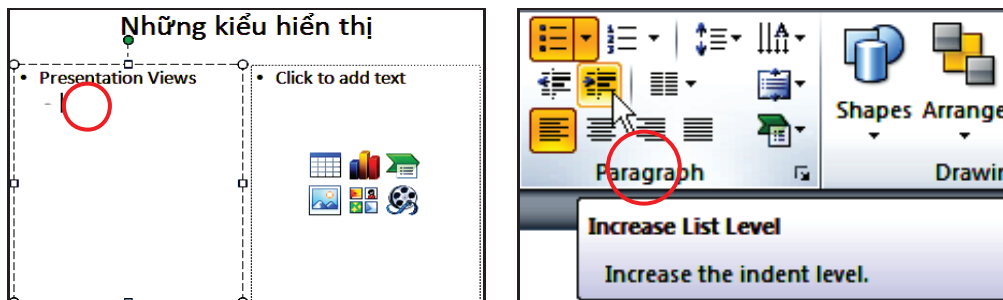 Những kiểu hiển thị
• Presentation Views
–
• Click to add text
Shapes Arrange
Paragraph
Increase List Level
Increase the indent level.